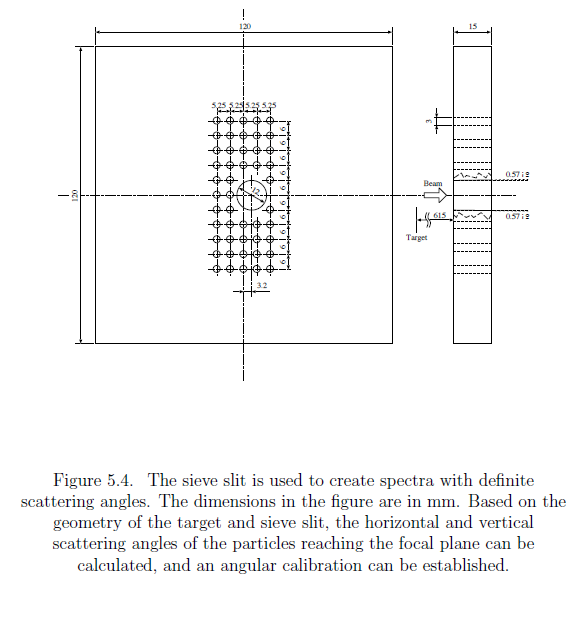 120
15
5.25 5.25 5.25 5.25
3
6
6
6
6
6
6
6
6
6
6
12
120
Beam
0.57
615
0.57
Target
3.2
Figure 5.4. The sieve slit is used to create spectra with definite
scattering angles. The dimensions in the figure are in mm. Based on the
geometry of the target and sieve slit, the horizontal and vertical
scattering angles of the particles reaching the focal plane can be
calculated, and an angular calibration can be established.